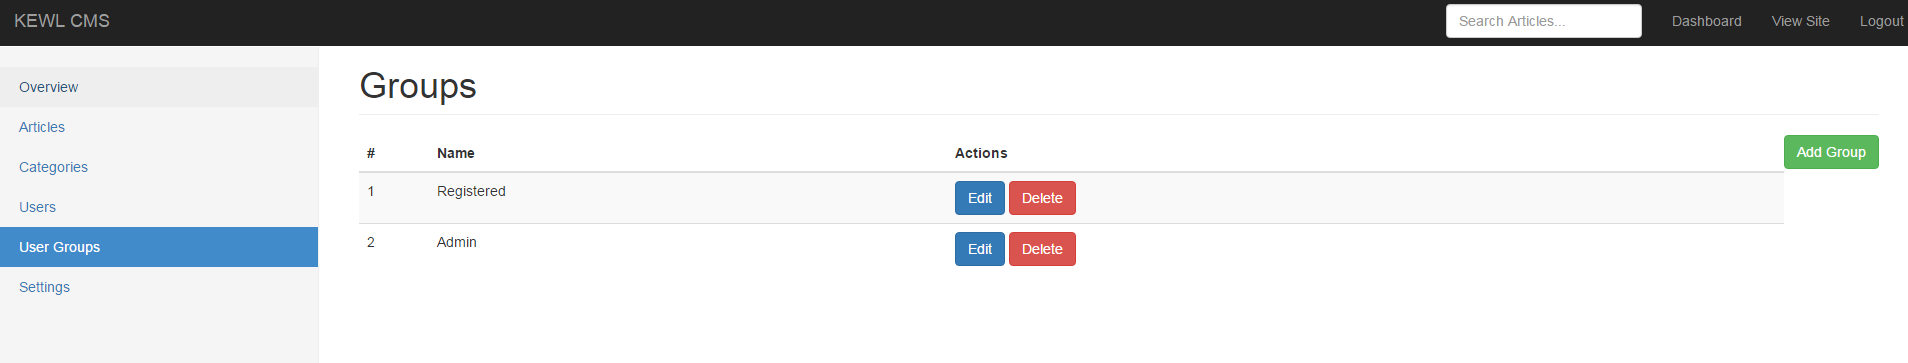 KEWL CMS Search Articles... Dashboard View Site Logout
Overview
Articles
Categories
Users
User Groups
Settings
Groups
# Name Actions Add Group
1 Registered Edit Delete
2 Admin Edit Delete